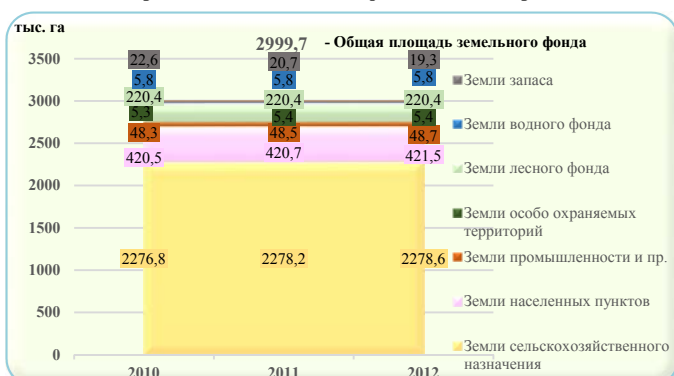 тыс. га
2999,7 - Общая площадь земельного фонда
3500
3000
2500
2000
1500
1000
500
0
22,6 20,7 19,3
5,8 5,8 5,8
220,4 220,4 220,4
5,3 5,4 5,4
48,3 48,5 48,7
420,5 420,7 421,5
2276,8 2278,2 2278,6
2010 2011 2012
Земли запаса
Земли водного фонда
Земли лесного фонда
Земли особо охраняемых
территорий
Земли промышленности и пр.
Земли населенных пунктов
Земли сельскохозяйственного
назначения